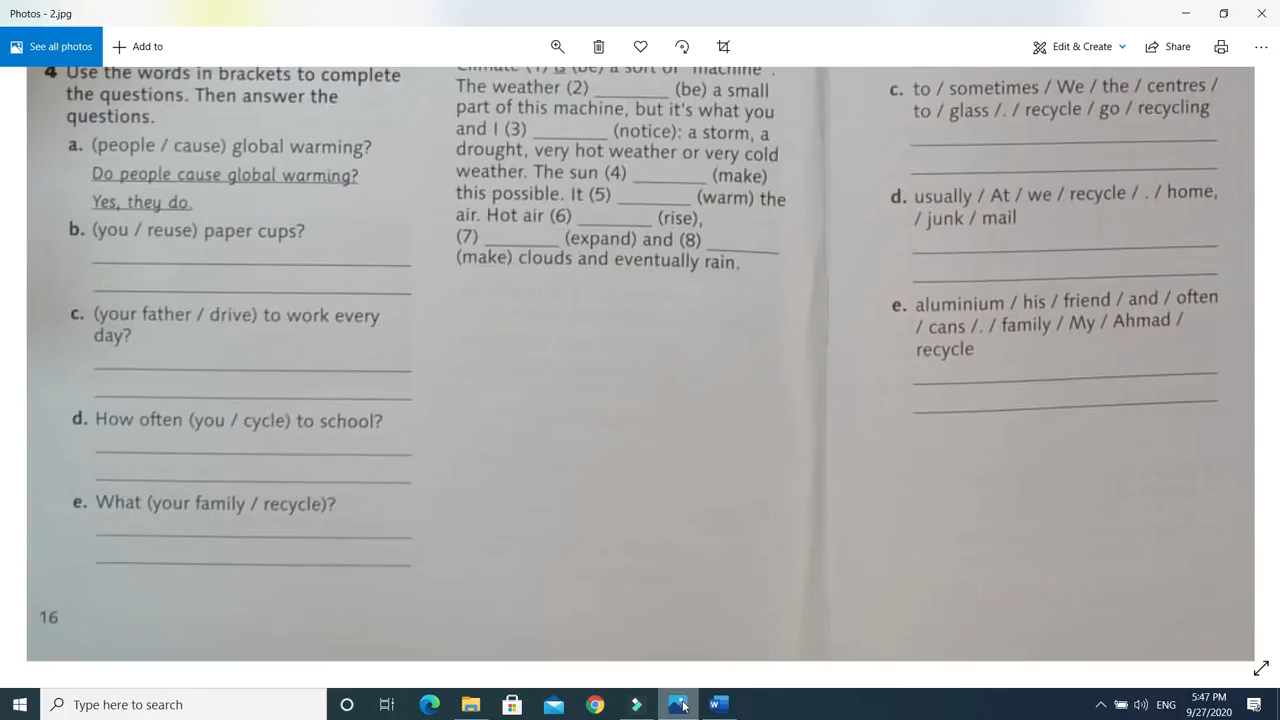 Photos - 2.jpg
See all photos
Add to
Edit & Create
Share
4 Use the words in brackets to complete
the questions. Then answer the
questions.
a. (people / cause) global warming?
Do people cause global warming?
Yes, they do.
b. (you / reuse) paper cups?
c. (your father / drive) to work every
day?
d. How often (you / cycle) to school?
e. What (your family / recycle)?
16
Climate (1) is (be) a sort of "machine".
The weather (2) ________ (be) a small
part of this machine, but it's what you
and I (3) ________ (notice): a storm, a
drought, very hot weather or very cold
weather. The sun (4) ________ (make)
this possible. It (5) ________ (warm) the
air. Hot air (6) ________ (rise),
(7) ________ (expand) and (8) ________
(make) clouds and eventually rain.
c. to / sometimes / We / the / centres /
to / glass /. / recycle / go / recycling
d. usually / At / we / recycle / . / home,
/ junk / mail
e. aluminium / his / friend / and / often
/ cans /. / family / My / Ahmad /
recycle
Type here to search
ENG
5:47 PM
9/27/2020